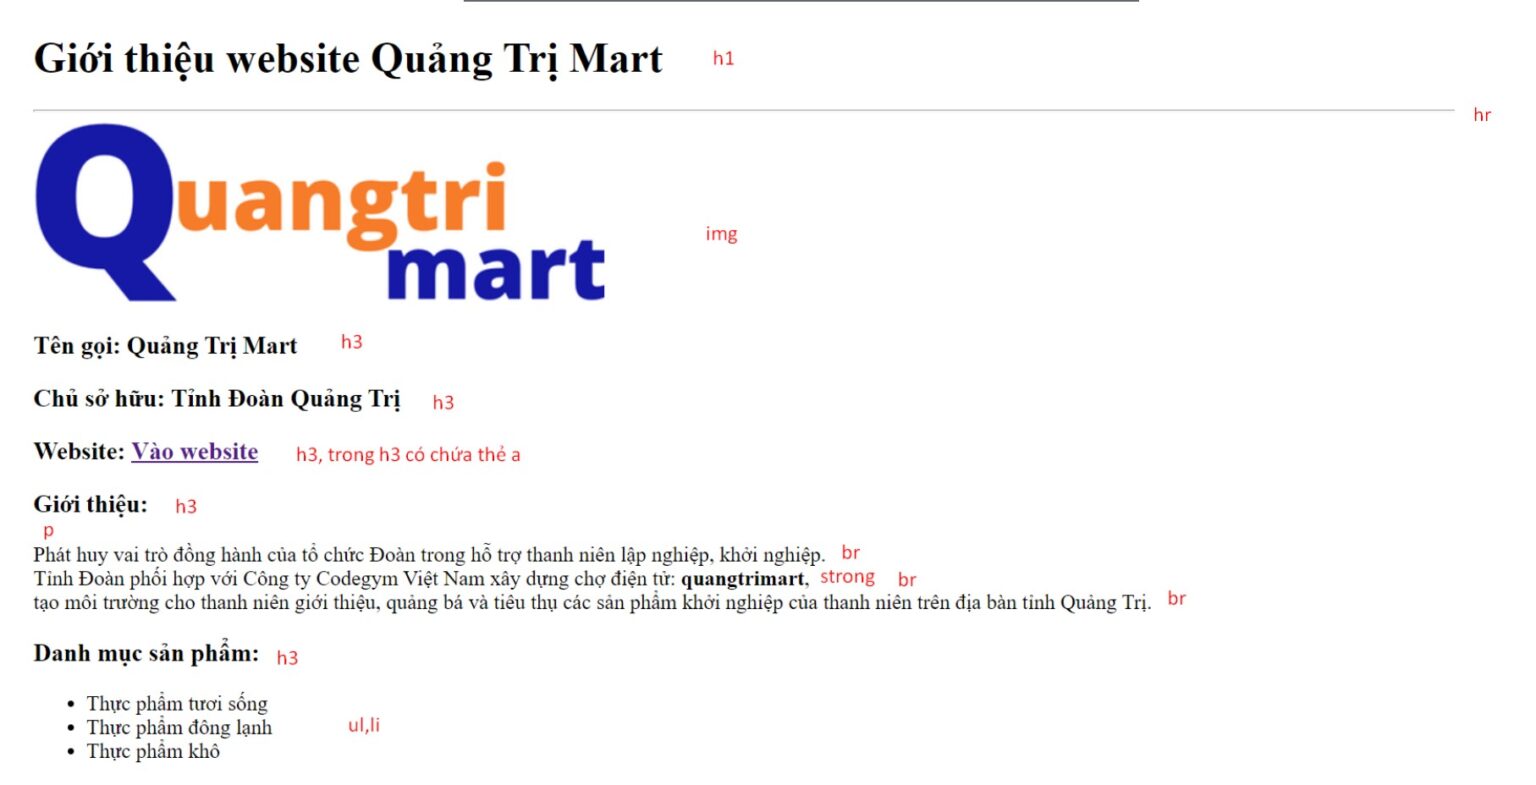 Giới thiệu website Quảng Trị Mart h1
hr
Quangtri
mart
img
Tên gọi: Quảng Trị Mart h3
Chủ sở hữu: Tỉnh Đoàn Quảng Trị h3
Website: Vào website h3, trong h3 có chứa thẻ a
Giới thiệu: h3
p
Phát huy vai trò đồng hành của tổ chức Đoàn trong hỗ trợ thanh niên lập nghiệp, khởi nghiệp. br
Tỉnh Đoàn phối hợp với Công ty Codegym Việt Nam xây dựng chợ điện tử: quangtrimart, strong br
tạo môi trường cho thanh niên giới thiệu, quảng bá và tiêu thụ các sản phẩm khởi nghiệp của thanh niên trên địa bàn tỉnh Quảng Trị. br
Danh mục sản phẩm: h3
• Thực phẩm tươi sống
• Thực phẩm đông lạnh ul,li
• Thực phẩm khô